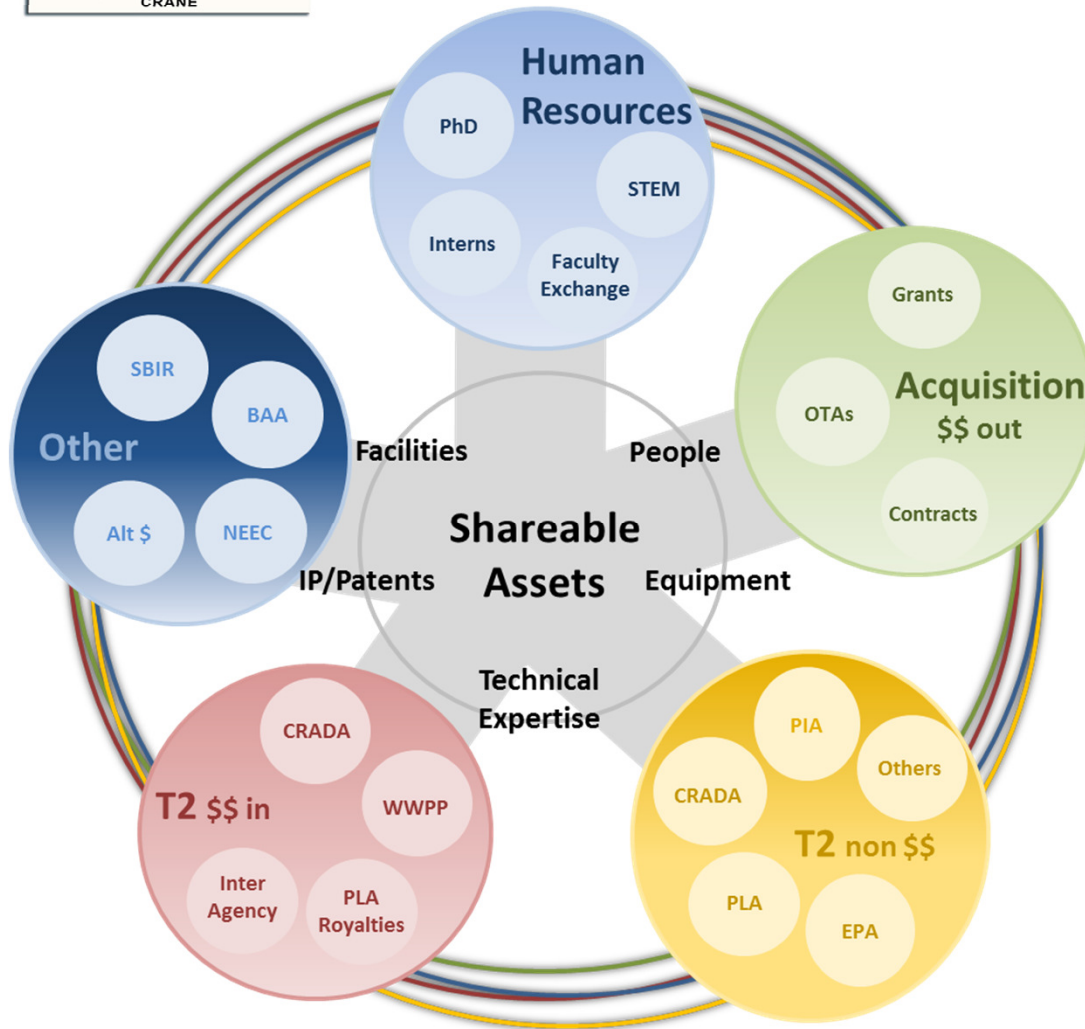 CRANE
Human
Resources
PhD
STEM
Interns
Faculty
Exchange
Grants
OTAs
Acquisition
$$ out
Contracts
SBIR
BAA
Other
Alt $
NEEC
Facilities
People
Shareable
Assets
IP/Patents
Equipment
Technical
Expertise
CRADA
T2 $$ in
WWPP
Inter
Agency
PLA
Royalties
PIA
Others
CRADA
T2 non $$
PLA
EPA